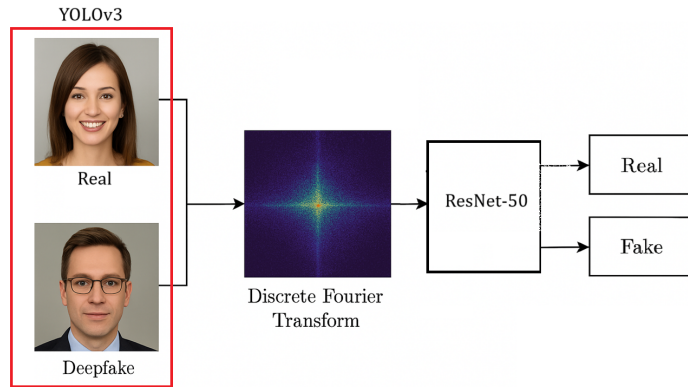 YOLOv3
Real
Deepfake
Discrete Fourier
Transform
ResNet-50
Real
Fake